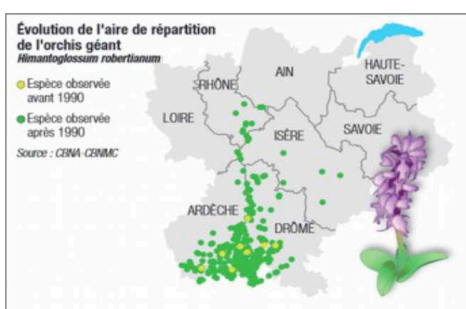 Évolution de l'aire de répartition
de l'orchis géant
Himantoglossum robertianum
Espèce observée
avant 1990
Espèce observée
après 1990
Source : CBNA-CBNMC
LOIRE
RHÔNE
AIN
HAUTE-
SAVOIE
ISÈRE
SAVOIE
ARDÈCHE
DRÔME